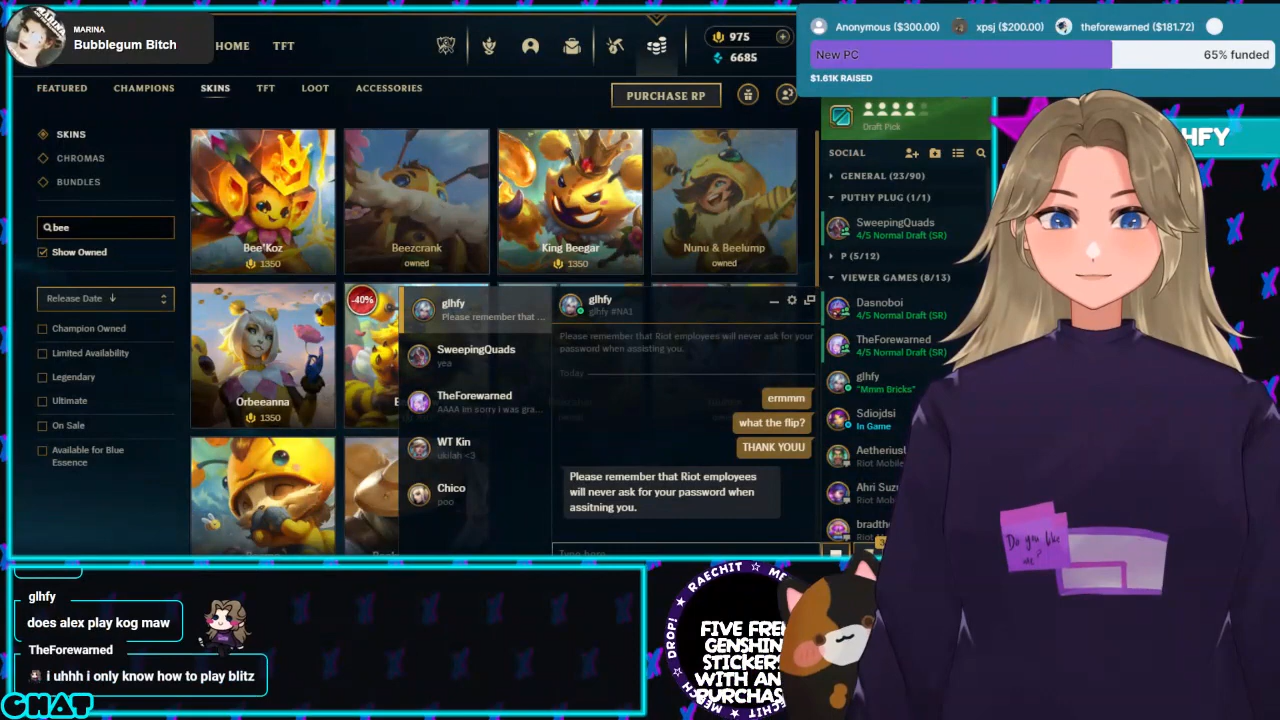 MARINA
Bubblegum Bitch
HOME
TFT
975
6685
Anonymous ($300.00)
xpsj ($200.00)
theforewarned ($181.72)
New PC
65% funded
$1.61K RAISED
FEATURED
CHAMPIONS
SKINS
TFT
LOOT
ACCESSORIES
PURCHASE RP
Draft Pick
HFY
SKINS
CHROMAS
BUNDLES
bee
Show Owned
Release Date
Champion Owned
Limited Availability
Legendary
Ultimate
On Sale
Available for Blue
Essence
Bee'Koz
1350
Beezcrank
owned
King Beegar
1350
Nunu & Beelump
owned
Orbeeanna
1350
-40%
glhfy
Please remember that ...
SweepingQuads
yea
TheForewarned
AAAA im sorry i was gra...
WT Kin
ukiiah <3
Chico
poo
glhfy
glhfy #NA1
Please remember that Riot employees will never ask for your
password when assisting you.
Today
ermmm
what the flip?
THANK YOUU
Please remember that Riot employees
will never ask for your password when
assitning you.
Type here
SOCIAL
GENERAL (23/90)
PUTHY PLUG (1/1)
SweepingQuads
4/5 Normal Draft (SR)
P (5/12)
VIEWER GAMES (8/13)
Dasnoboi
4/5 Normal Draft (SR)
TheForewarned
4/5 Normal Draft (SR)
glhfy
"Mmm Bricks"
Sdiojdsi
In Game
Aetherius
Riot Mobile
Ahri Suz
Riot Mob
bradthe
Riot M
Do you like
me?
glhfy
does alex play kog maw
TheForewarned
i uhhh i only know how to play blitz
CHAT
RAECHIT
DROP!
FIVE FREE
GENSHIN
STICKERS
WITH AN
PURCHAS